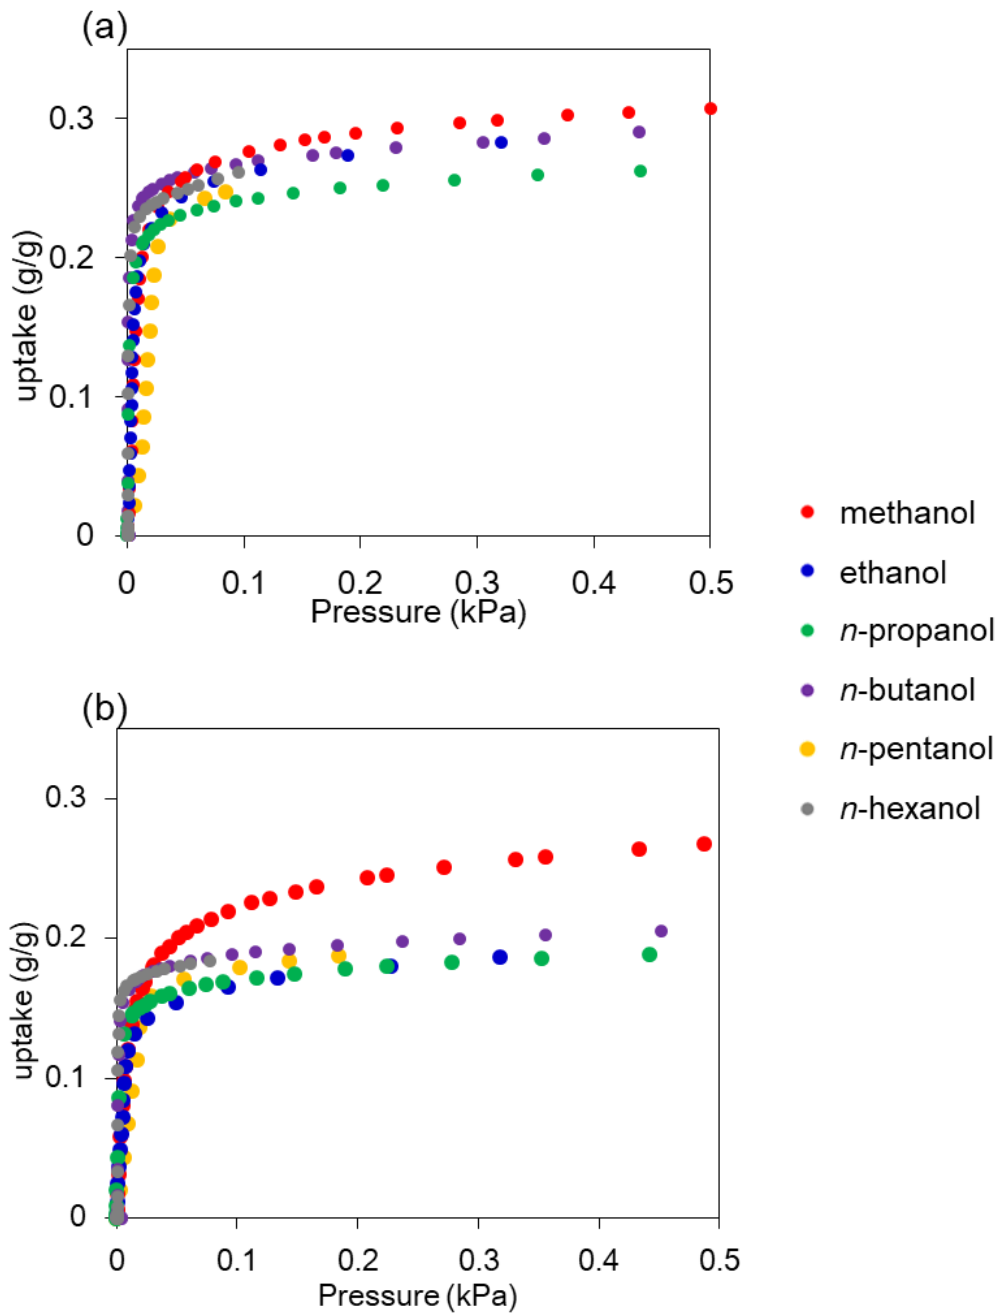 (a)
0.3
0.2
0.1
0
uptake (g/g)
0 0.1 0.2 0.3 0.4 0.5
Pressure (kPa)
methanol
ethanol
n-propanol
n-butanol
n-pentanol
n-hexanol
(b)
0.3
0.2
0.1
0
uptake (g/g)
0 0.1 0.2 0.3 0.4 0.5
Pressure (kPa)